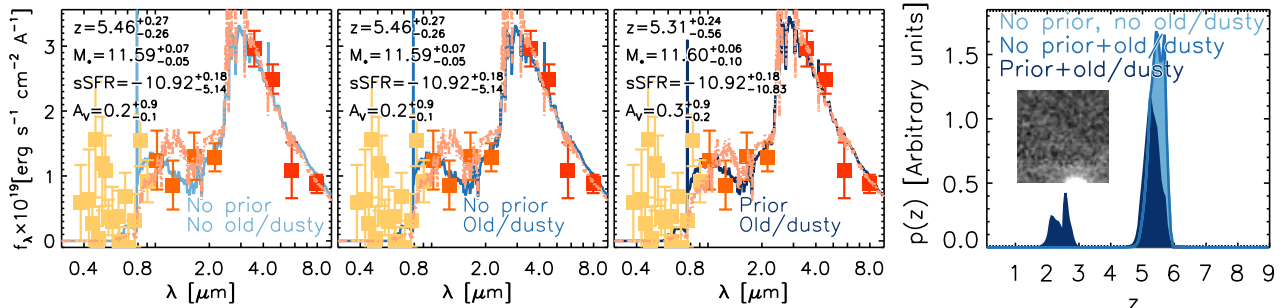 z=5.46+0.27−0.26
M*=11.59+0.07−0.05
sSFR=−10.92+0.18−5.14
Av=0.2+0.9−0.1
No prior
No old/dusty
z=5.46+0.27−0.26
M*=11.59+0.07−0.05
sSFR=−10.92+0.18−5.14
Av=0.2+0.9−0.1
No prior
Old/dusty
z=5.31+0.24−0.56
M*=11.60+0.06−0.10
sSFR=−10.92+0.18−10.83
Av=0.3+0.9−0.2
Prior
Old/dusty
No prior, no old/dusty
No prior+old/dusty
Prior+old/dusty
fλ×10¹⁹[erg s⁻¹ cm⁻² A⁻¹]
3
2
1
0
0.4 0.8 2.0 4.0 8.0
λ [μm]
0.4 0.8 2.0 4.0 8.0
λ [μm]
0.4 0.8 2.0 4.0 8.0
λ [μm]
p(z) [Arbitrary units]
1.5
1.0
0.5
0.0
1 2 3 4 5 6 7 8 9
z